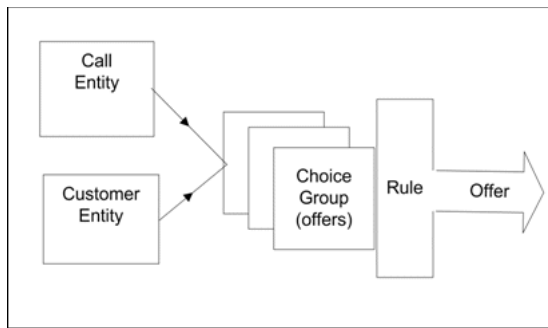 Call
Entity
Customer
Entity
Choice
Group
(offers)
Rule
Offer